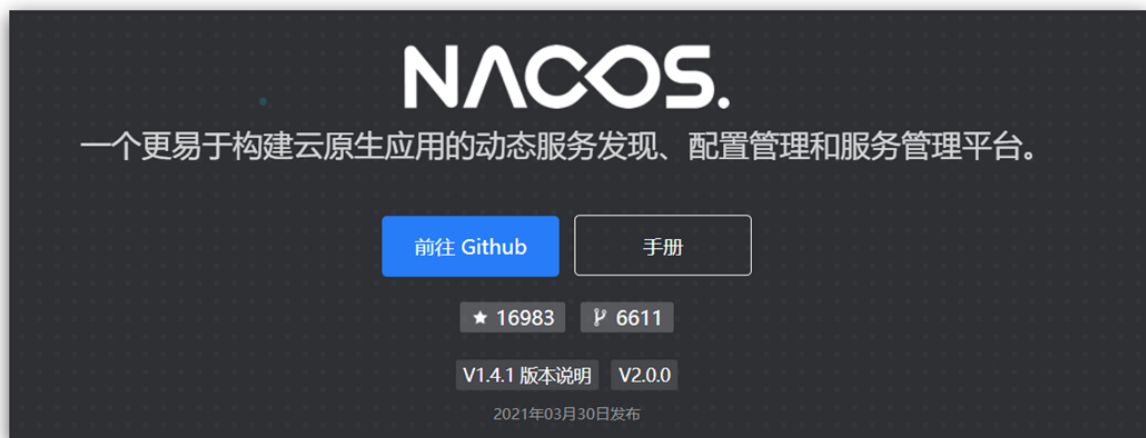 NACOS.
一个更易于构建云原生应用的动态服务发现、配置管理和服务管理平台。
前往 Github 手册
16983 6611
V1.4.1 版本说明 V2.0.0
2021年03月30日发布